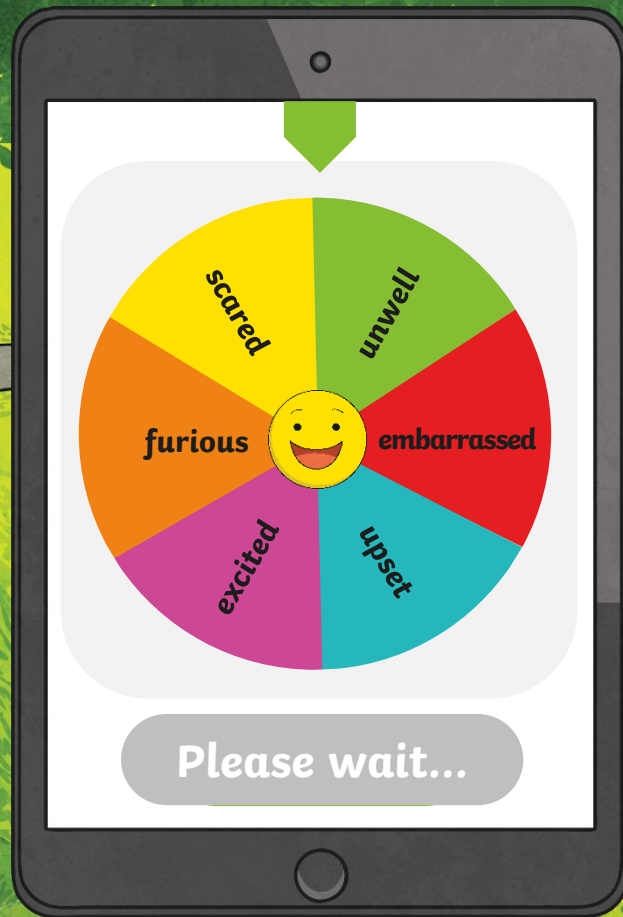 scared
unwell
furious
embarrassed
excited
upset
Please wait...